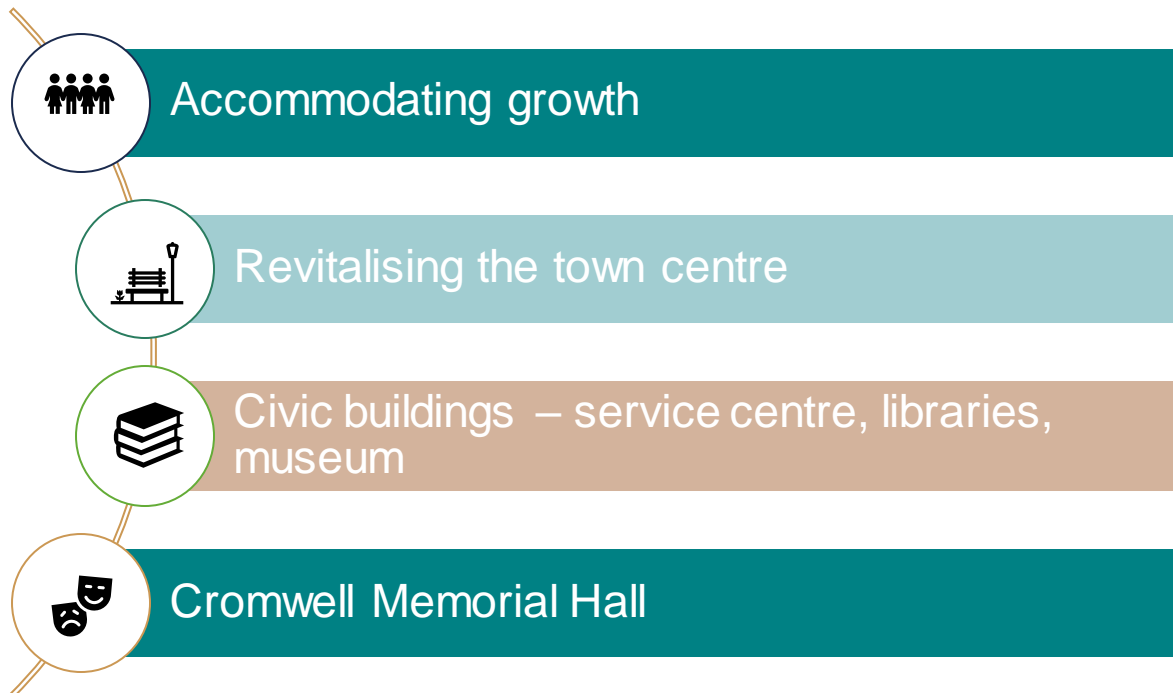 Accommodating growth
Revitalising the town centre
Civic buildings – service centre, libraries,
museum
Cromwell Memorial Hall